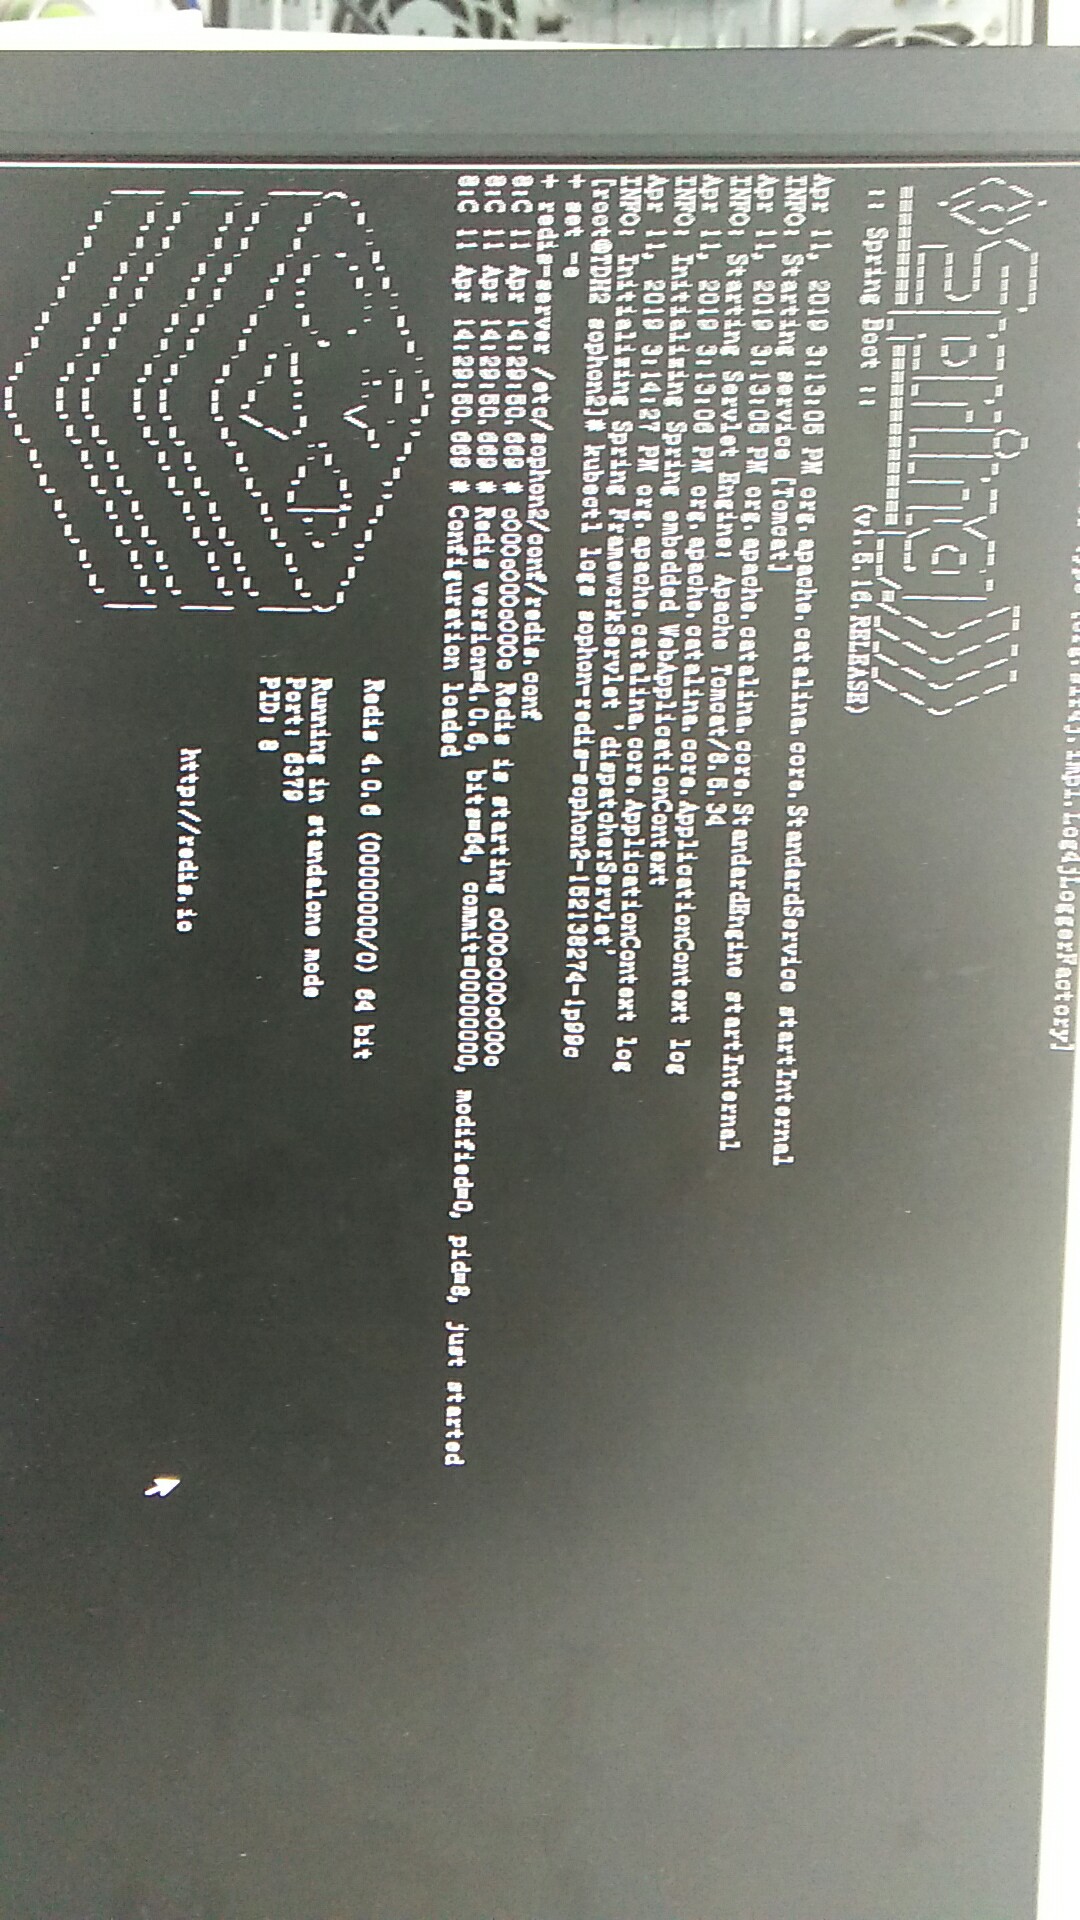 impl.Log4jLoggerFactory]
:: Spring Boot :: (v1.5.16.RELEASE)
Apr 11, 2019 3:13:05 PM org.apache.catalina.core.StandardService startInternal
INFO: Starting service [Tomcat]
Apr 11, 2019 3:13:05 PM org.apache.catalina.core.StandardEngine startInternal
INFO: Starting Servlet Engine: Apache Tomcat/8.5.34
Apr 11, 2019 3:13:06 PM org.apache.catalina.core.ApplicationContext log
INFO: Initializing Spring embedded WebApplicationContext
Apr 11, 2019 3:14:27 PM org.apache.catalina.core.ApplicationContext log
INFO: Initializing Spring FrameworkServlet 'dispatcherServlet'
[root@TDH2 sophon2]# kubectl logs sophon-redis-sophon2-152138274-1p99c
+ set -e
+ redis-server /etc/sophon2/conf/redis.conf
8:C 11 Apr 14:29:50.669 # oO0OoO0OoO0Oo Redis is starting oO0OoO0OoO0Oo
8:C 11 Apr 14:29:50.669 # Redis version=4.0.6, bits=64, commit=00000000, modified=0, pid=8, just started
8:C 11 Apr 14:29:50.669 # Configuration loaded
Redis 4.0.6 (00000000/0) 64 bit
Running in standalone mode
Port: 6379
PID: 8
http://redis.io